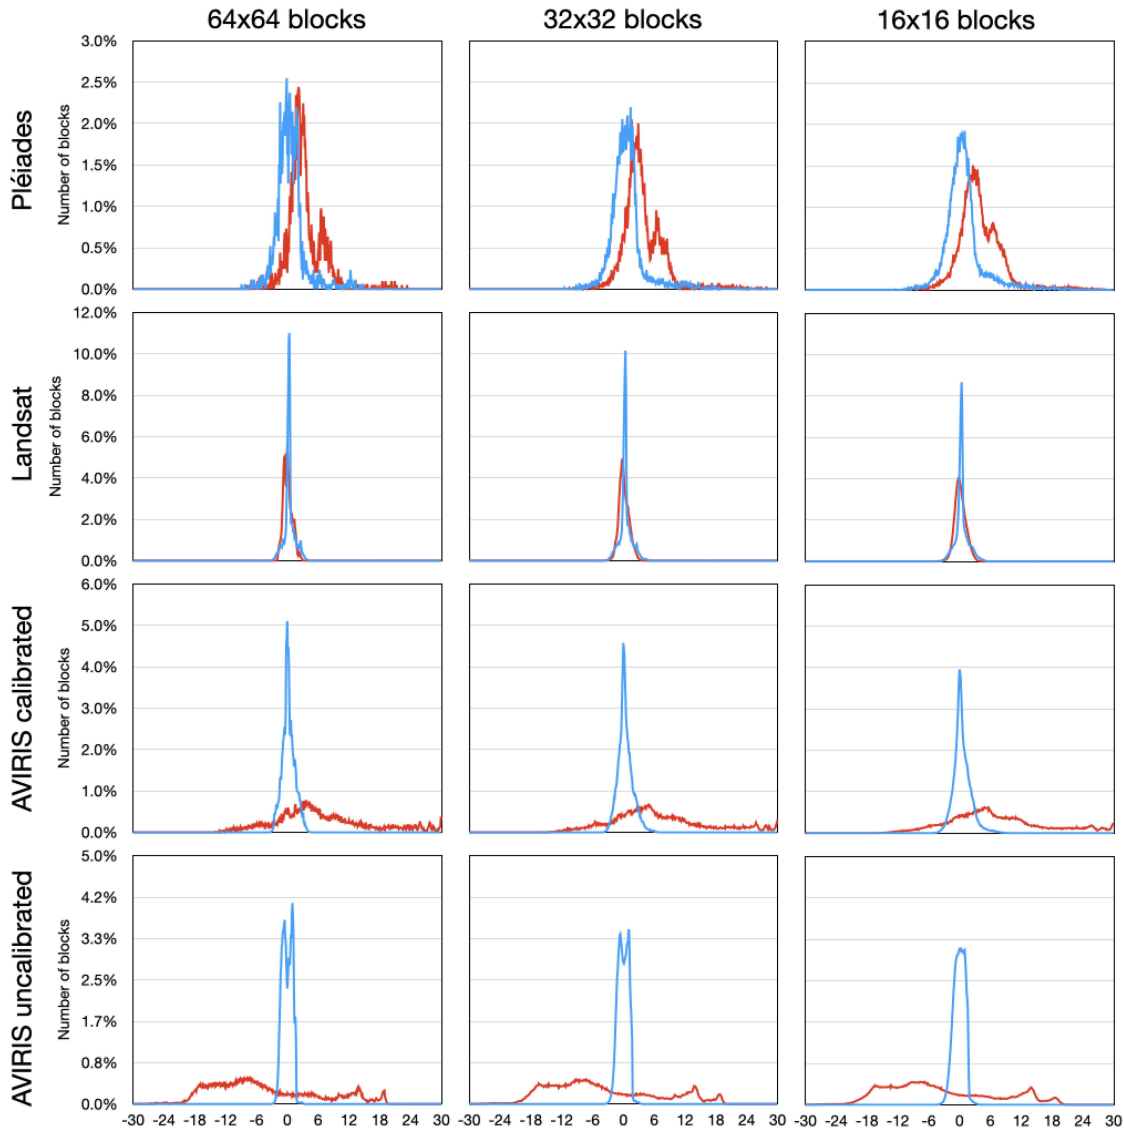 64x64 blocks 32x32 blocks 16x16 blocks
Pléiades
Number of blocks
3.0%
2.5%
2.0%
1.5%
1.0%
0.5%
0.0%
Landsat
Number of blocks
12.0%
10.0%
8.0%
6.0%
4.0%
2.0%
0.0%
AVIRIS calibrated
Number of blocks
6.0%
5.0%
4.0%
3.0%
2.0%
1.0%
0.0%
AVIRIS uncalibrated
Number of blocks
5.0%
4.2%
3.3%
2.5%
1.7%
0.8%
0.0%
-30 -24 -18 -12 -6 0 6 12 18 24 30 -30 -24 -18 -12 -6 0 6 12 18 24 30 -30 -24 -18 -12 -6 0 6 12 18 24 30